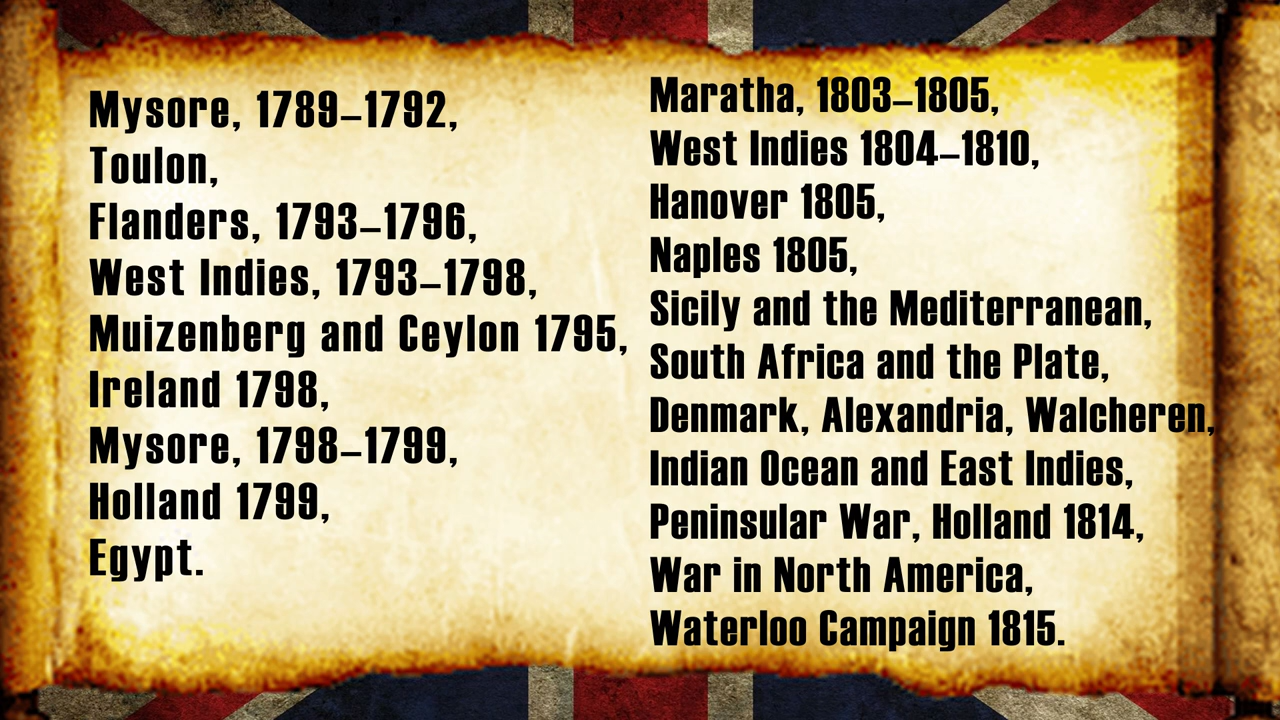 Mysore, 1789–1792,
Toulon,
Flanders, 1793–1796,
West Indies, 1793–1798,
Muizenberg and Ceylon 1795,
Ireland 1798,
Mysore, 1798–1799,
Holland 1799,
Egypt.
Maratha, 1803–1805,
West Indies 1804–1810,
Hanover 1805,
Naples 1805,
Sicily and the Mediterranean,
South Africa and the Plate,
Denmark, Alexandria, Walcheren,
Indian Ocean and East Indies,
Peninsular War, Holland 1814,
War in North America,
Waterloo Campaign 1815.